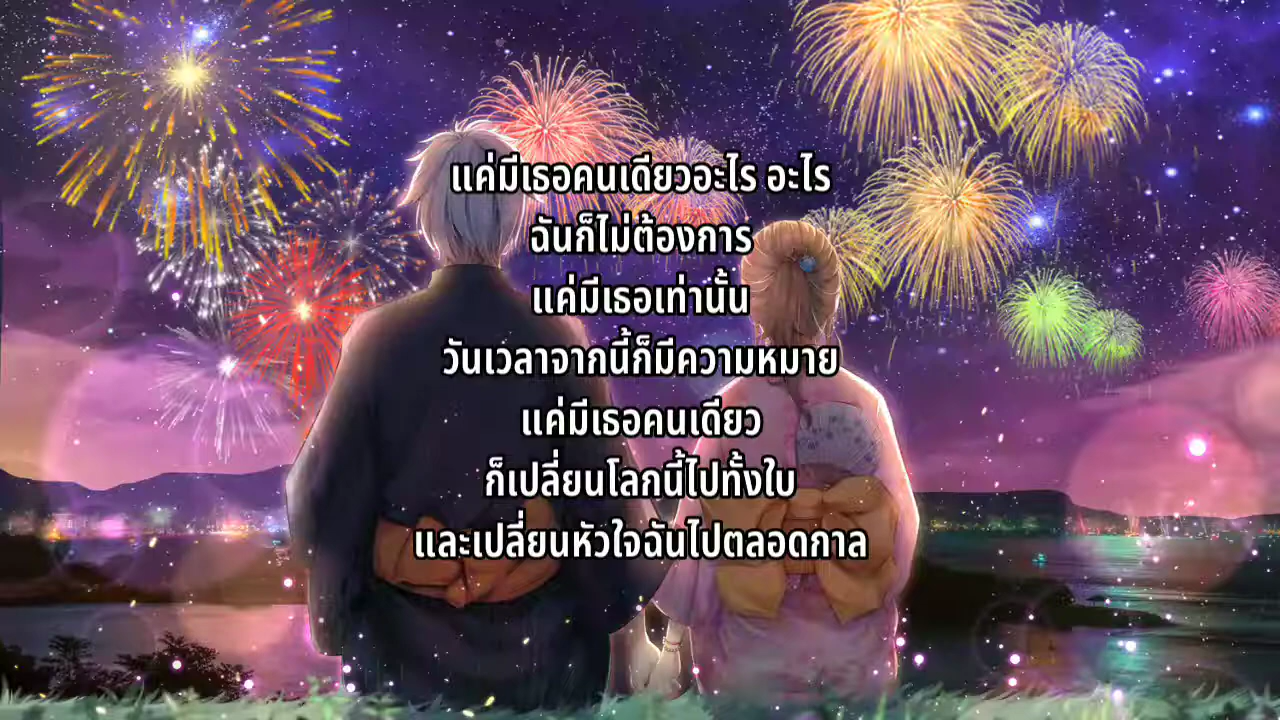 แค่มีเธอคนเดียวอะไร อะไร
ฉันก็ไม่ต้องการ
แค่มีเธอเท่านั้น
วันเวลาจากนี้ก็มีความหมาย
แค่มีเธอคนเดียว
ก็เปลี่ยนโลกนี้ไปทั้งใบ
และเปลี่ยนหัวใจฉันไปตลอดกาล